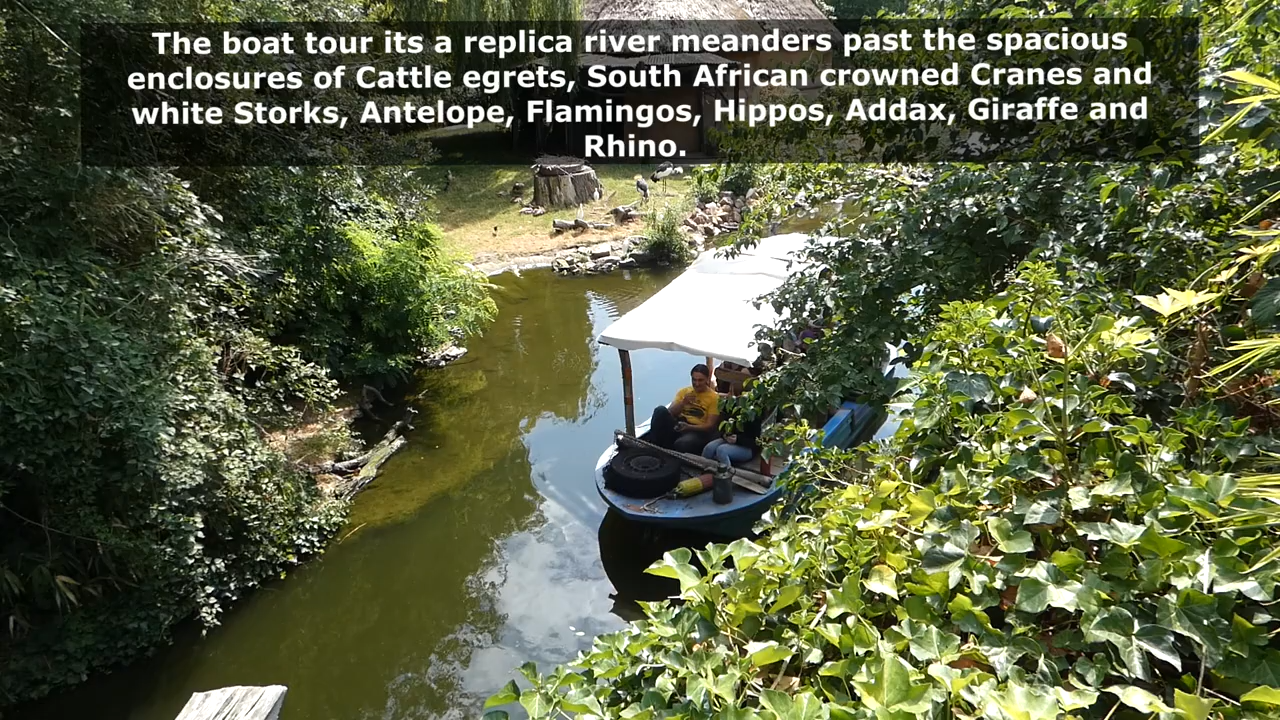 The boat tour its a replica river meanders past the spacious
enclosures of Cattle egrets, South African crowned Cranes and
white Storks, Antelope, Flamingos, Hippos, Addax, Giraffe and
Rhino.